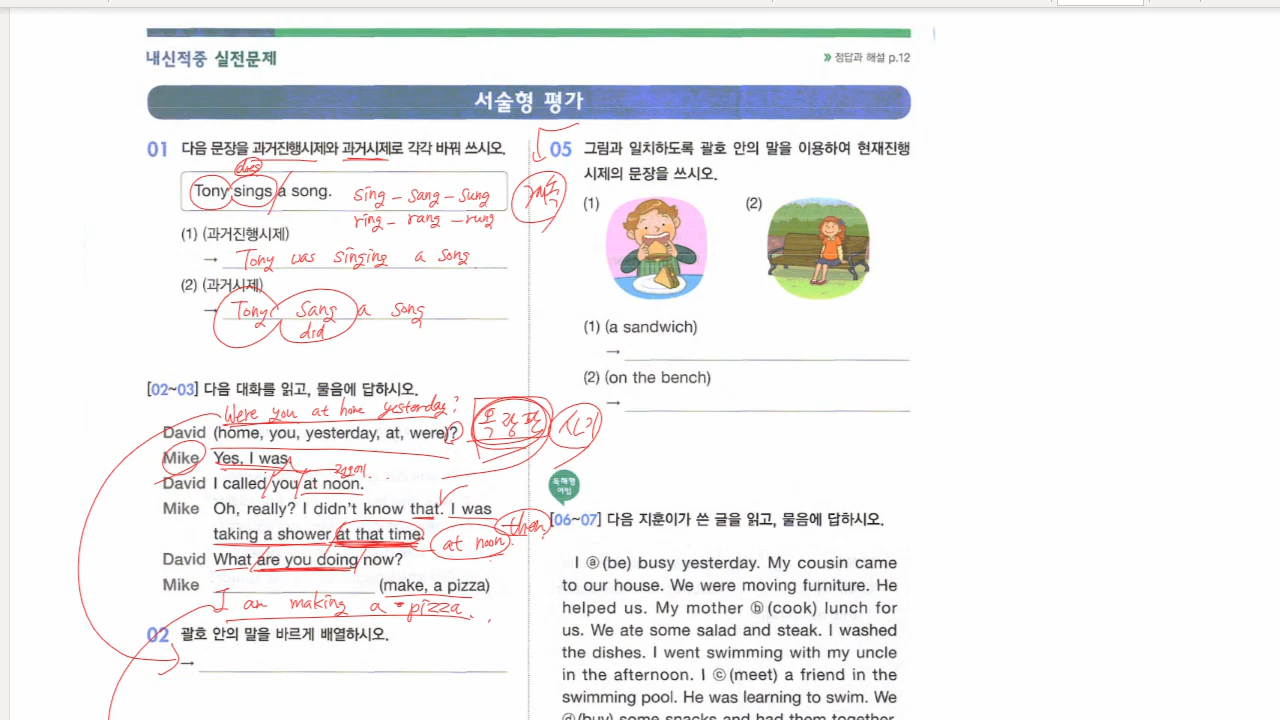 내신적중 실전문제
» 정답과 해설 p.12
서술형 평가
01 다음 문장을 과거진행시제와 과거시제로 각각 바꿔 쓰시오.
does
Tony sings a song.
sing - sang - sung
ring - rang - rung
(1) (과거진행시제)
→ Tony was singing a song.
(2) (과거시제)
→ Tony sang a song
did
[02~03] 다음 대화를 읽고, 물음에 답하시오.
Were you at home yesterday?
David (home, you, yesterday, at, were)?
Mike Yes, I was.
David I called you at noon.
Mike Oh, really? I didn't know that. I was
taking a shower at that time.
then
at noon.
David What are you doing now?
Mike (make, a pizza)
I am making a pizza.
02 괄호 안의 말을 바르게 배열하시오.
→
05 그림과 일치하도록 괄호 안의 말을 이용하여 현재진행
시제의 문장을 쓰시오.
(1)
(2)
(1) (a sandwich)
→
(2) (on the bench)
→
독해형
어법
[06~07] 다음 지훈이가 쓴 글을 읽고, 물음에 답하시오.
I ⓐ (be) busy yesterday. My cousin came
to our house. We were moving furniture. He
helped us. My mother ⓑ (cook) lunch for
us. We ate some salad and steak. I washed
the dishes. I went swimming with my uncle
in the afternoon. I ⓒ (meet) a friend in the
swimming pool. He was learning to swim. We
ⓓ (buy) some snacks and had them together.